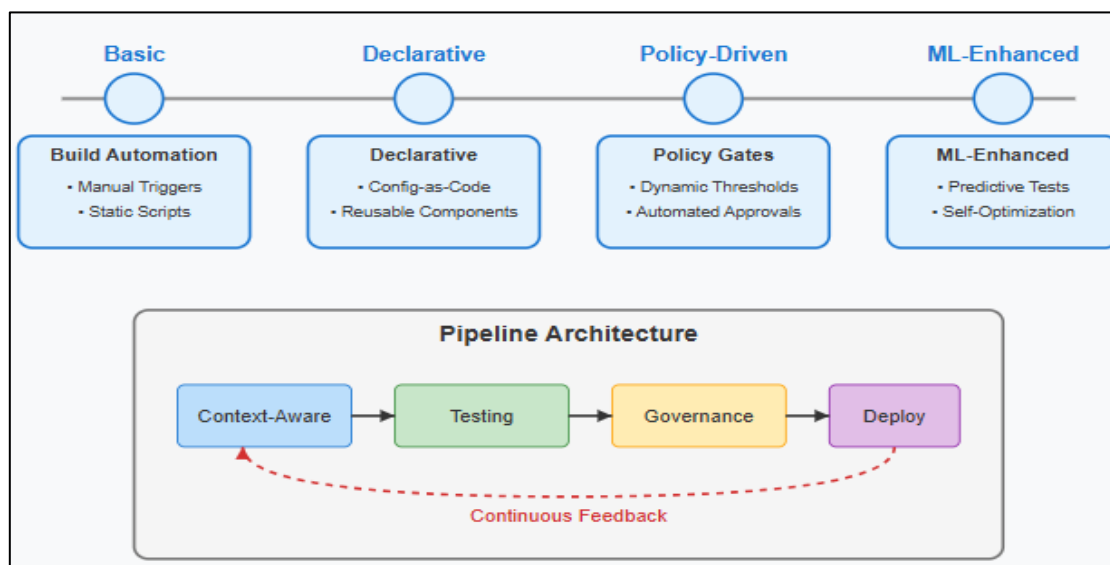 Basic
Declarative
Policy-Driven
ML-Enhanced
Build Automation
• Manual Triggers
• Static Scripts
Declarative
• Config-as-Code
• Reusable Components
Policy Gates
• Dynamic Thresholds
• Automated Approvals
ML-Enhanced
• Predictive Tests
• Self-Optimization
Pipeline Architecture
Context-Aware
Testing
Governance
Deploy
Continuous Feedback